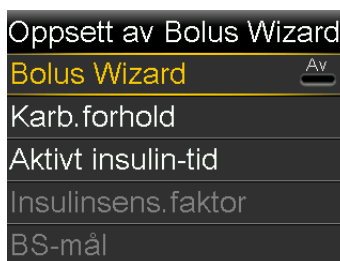 Oppsett av Bolus Wizard
Bolus Wizard Av
Karb.forhold
Aktivt insulin-tid
Insulinsens.faktor
BS-mål